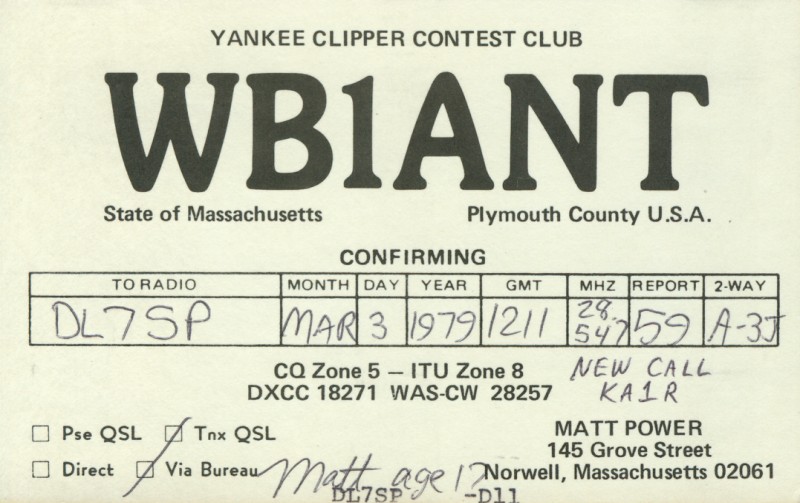 YANKEE CLIPPER CONTEST CLUB
WB1ANT
State of Massachusetts Plymouth County U.S.A.
CONFIRMING
TO RADIO MONTH DAY YEAR GMT MHZ REPORT 2-WAY
DL7SP MAR 3 1979 1211 28.547 59 A-3J
CQ Zone 5 — ITU Zone 8 NEW CALL
DXCC 18271 WAS-CW 28257 KA1R
Pse QSL Tnx QSL MATT POWER
145 Grove Street
Direct Via Bureau Matt age 17 Norwell, Massachusetts 02061
DL7SP -D11